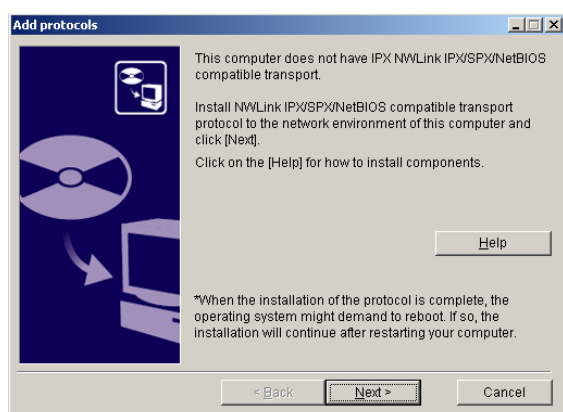 Add protocols
This computer does not have IPX NWLink IPX/SPX/NetBIOS
compatible transport.
Install NWLink IPX/SPX/NetBIOS compatible transport
protocol to the network environment of this computer and
click [Next].
Click on the [Help] for how to install components.
Help
*When the installation of the protocol is complete, the
operating system might demand to reboot. If so, the
installation will continue after restarting your computer.
< Back Next > Cancel